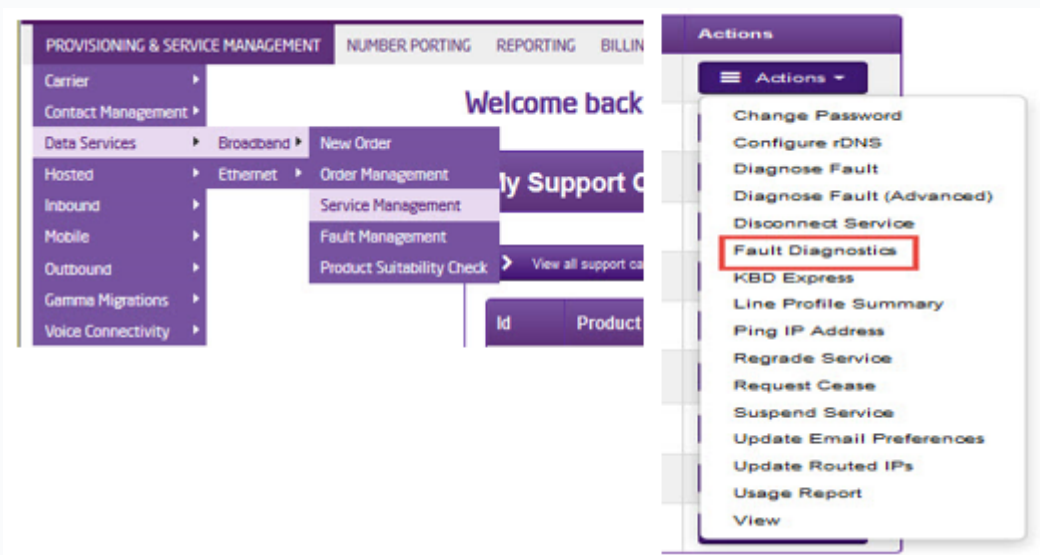 PROVISIONING & SERVICE MANAGEMENT NUMBER PORTING REPORTING
Carrier
Contact Management
Data Services Broadband New Order
Hosted Ethernet Order Management
Inbound Service Management
Mobile Fault Management
Outbound Product Suitability Check
Gamma Migrations
Voice Connectivity
Welcome back
My Support
View all support
Id Product
Actions
Actions
Change Password
Configure rDNS
Diagnose Fault
Diagnose Fault (Advanced)
Disconnect Service
Fault Diagnostics
KBD Express
Line Profile Summary
Ping IP Address
Regrade Service
Request Cease
Suspend Service
Update Email Preferences
Update Routed IPs
Usage Report
View